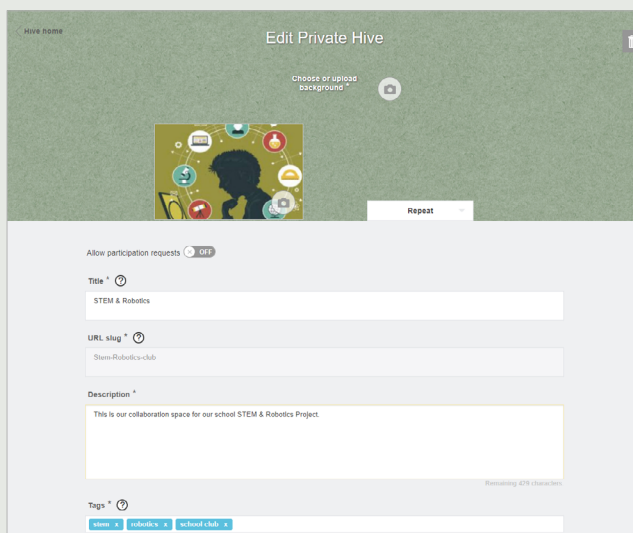 Hive home
Edit Private Hive
Choose or upload
background *
Repeat
Allow participation requests
OFF
Title *
STEM & Robotics
URL slug *
Stem-Robotics-club
Description *
This is our collaboration space for our school STEM & Robotics Project.
Remaining 429 characters
Tags *
stem x robotics x school club x